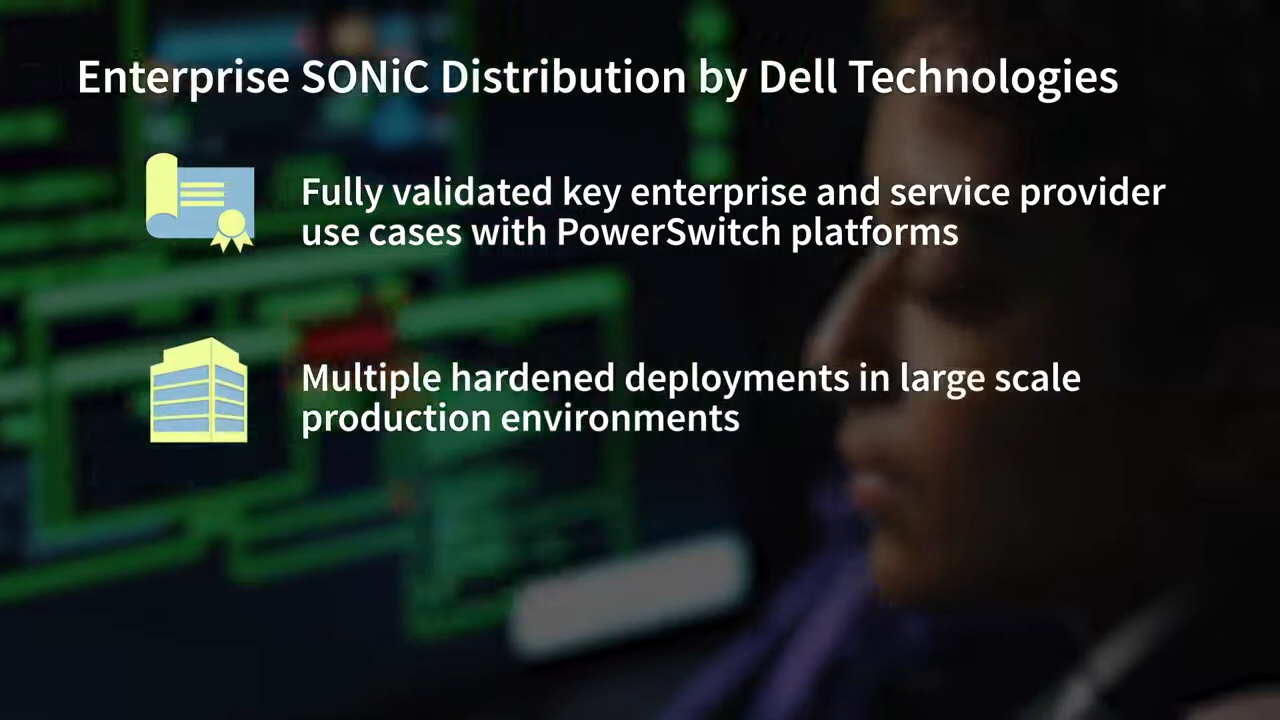 Enterprise SONiC Distribution by Dell Technologies
Fully validated key enterprise and service provider
use cases with PowerSwitch platforms
Multiple hardened deployments in large scale
production environments